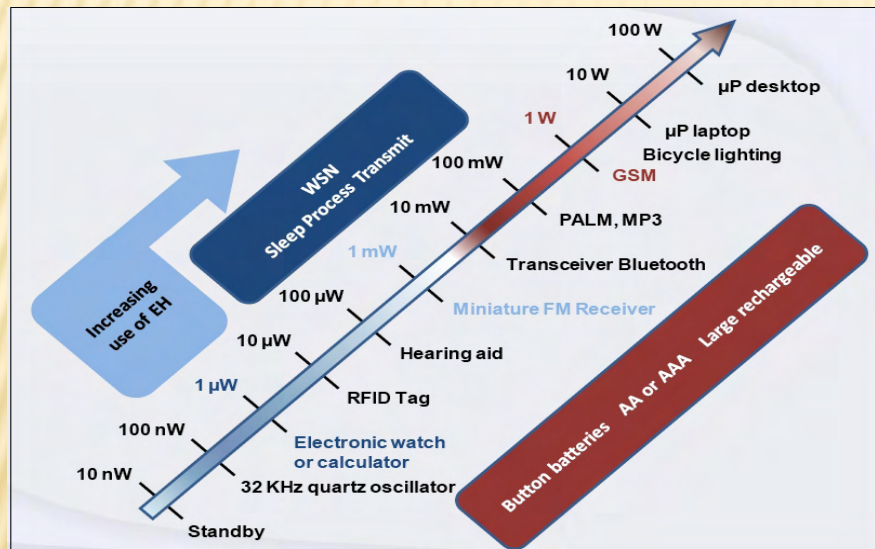 100 W
10 W
1 W
100 mW
10 mW
1 mW
100 µW
10 µW
1 µW
100 nW
10 nW
µP desktop
µP laptop
Bicycle lighting
GSM
PALM, MP3
Transceiver Bluetooth
Miniature FM Receiver
Hearing aid
RFID Tag
Electronic watch
or calculator
32 KHz quartz oscillator
Standby
WSN
Sleep Process Transmit
Increasing
use of EH
Button batteries AA or AAA Large rechargeable